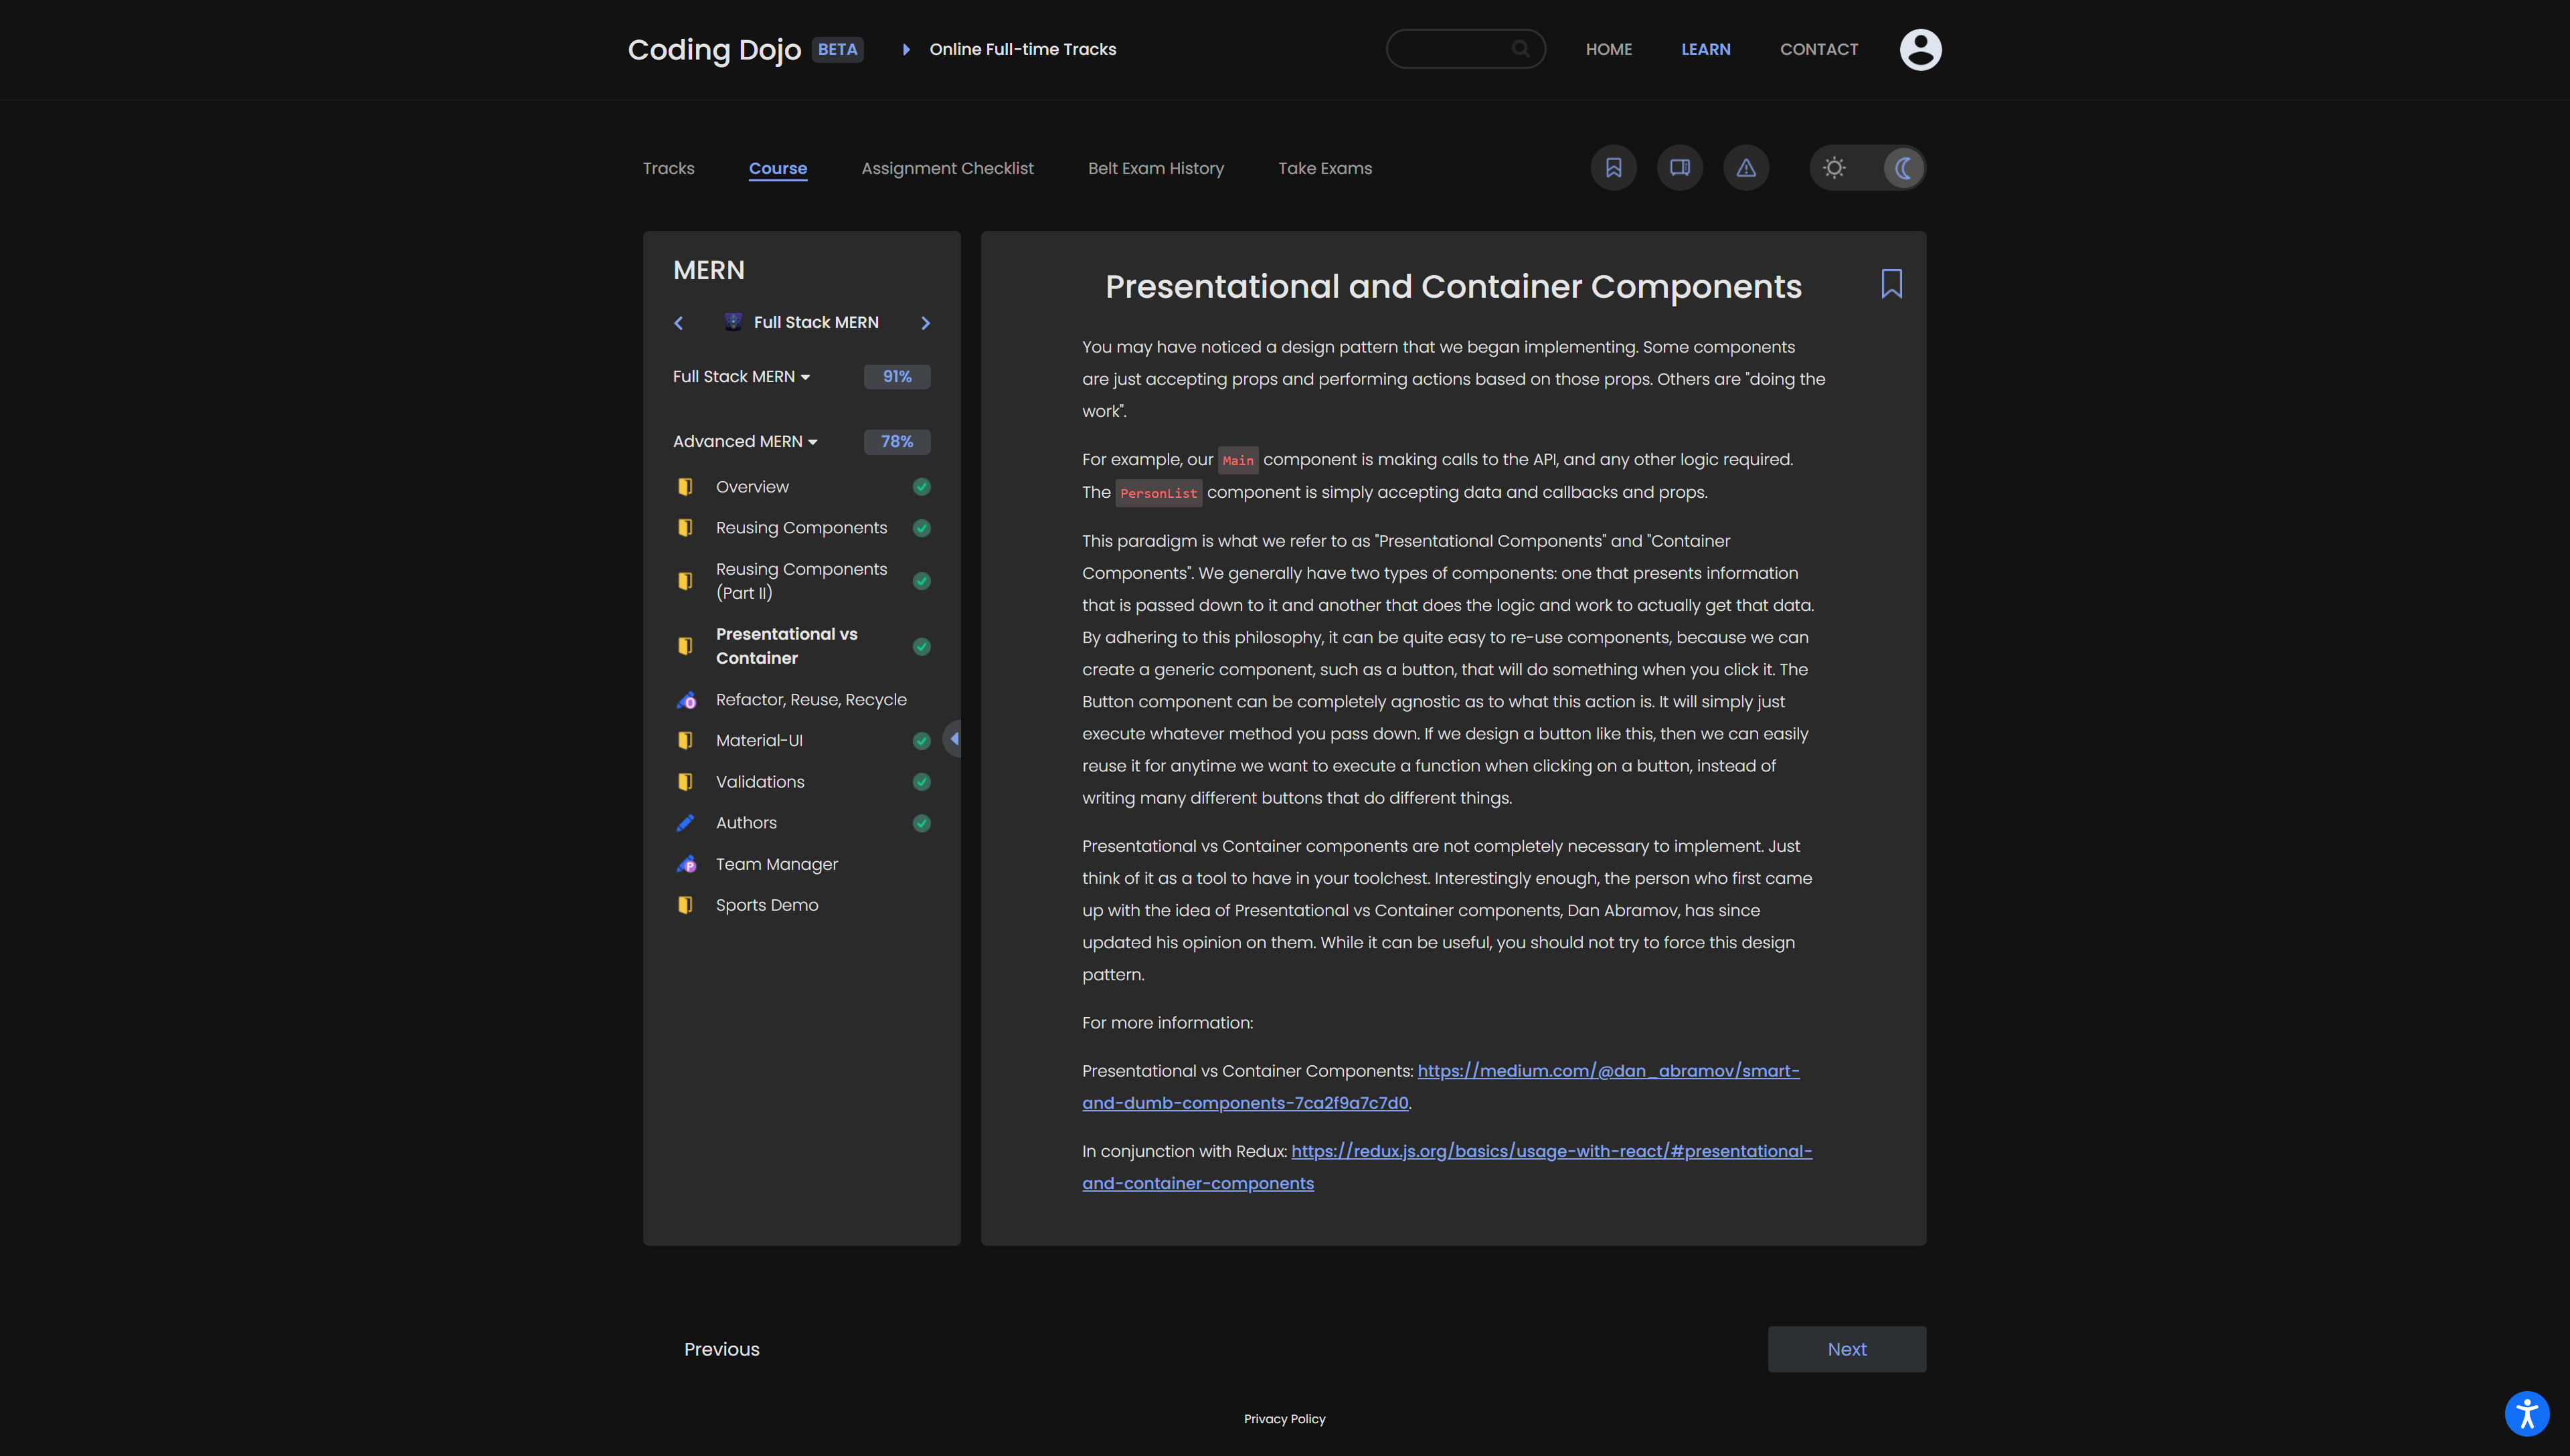 Coding Dojo BETA Online Full-time Tracks HOME LEARN CONTACT
Tracks Course Assignment Checklist Belt Exam History Take Exams
MERN
Full Stack MERN
Full Stack MERN 91%
Advanced MERN 78%
Overview
Reusing Components
Reusing Components
(Part II)
Presentational vs
Container
Refactor, Reuse, Recycle
Material-UI
Validations
Authors
Team Manager
Sports Demo
Presentational and Container Components
You may have noticed a design pattern that we began implementing. Some components
are just accepting props and performing actions based on those props. Others are "doing the
work".
For example, our Main component is making calls to the API, and any other logic required.
The PersonList component is simply accepting data and callbacks and props.
This paradigm is what we refer to as "Presentational Components" and "Container
Components". We generally have two types of components: one that presents information
that is passed down to it and another that does the logic and work to actually get that data.
By adhering to this philosophy, it can be quite easy to re-use components, because we can
create a generic component, such as a button, that will do something when you click it. The
Button component can be completely agnostic as to what this action is. It will simply just
execute whatever method you pass down. If we design a button like this, then we can easily
reuse it for anytime we want to execute a function when clicking on a button, instead of
writing many different buttons that do different things.
Presentational vs Container components are not completely necessary to implement. Just
think of it as a tool to have in your toolchest. Interestingly enough, the person who first came
up with the idea of Presentational vs Container components, Dan Abramov, has since
updated his opinion on them. While it can be useful, you should not try to force this design
pattern.
For more information:
Presentational vs Container Components: https://medium.com/@dan_abramov/smart-
and-dumb-components-7ca2f9a7c7d0.
In conjunction with Redux: https://redux.js.org/basics/usage-with-react/#presentational-
and-container-components
Previous
Next
Privacy Policy